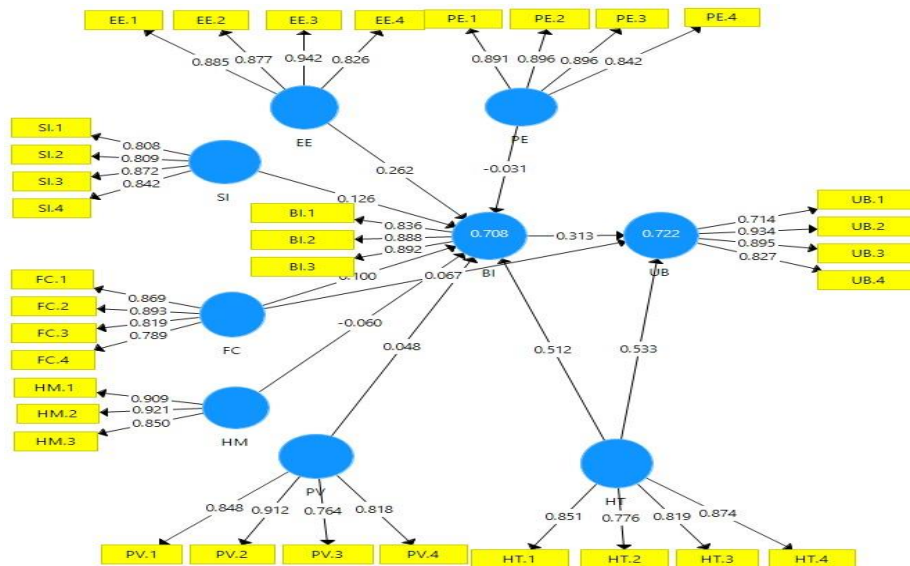 EE.1 EE.2 EE.3 EE.4 PE.1 PE.2 PE.3 PE.4
0.885 0.877 0.942 0.826 0.891 0.896 0.896 0.842
EE PE
SI.1
SI.2
SI.3
SI.4
0.808
0.809
0.872
0.842
SI
0.262
-0.031
0.126
BI.1
BI.2
BI.3
0.836
0.888
0.892
0.708
BI
0.313
0.722
UB
0.714
0.934
0.895
0.827
UB.1
UB.2
UB.3
UB.4
FC.1
FC.2
FC.3
FC.4
0.869
0.893
0.819
0.789
FC
0.100
0.067
-0.060
0.048
0.512
0.533
HM.1
HM.2
HM.3
0.909
0.921
0.850
HM
PV
HT
0.848 0.912 0.764 0.818
0.851 0.776 0.819 0.874
PV.1 PV.2 PV.3 PV.4
HT.1 HT.2 HT.3 HT.4